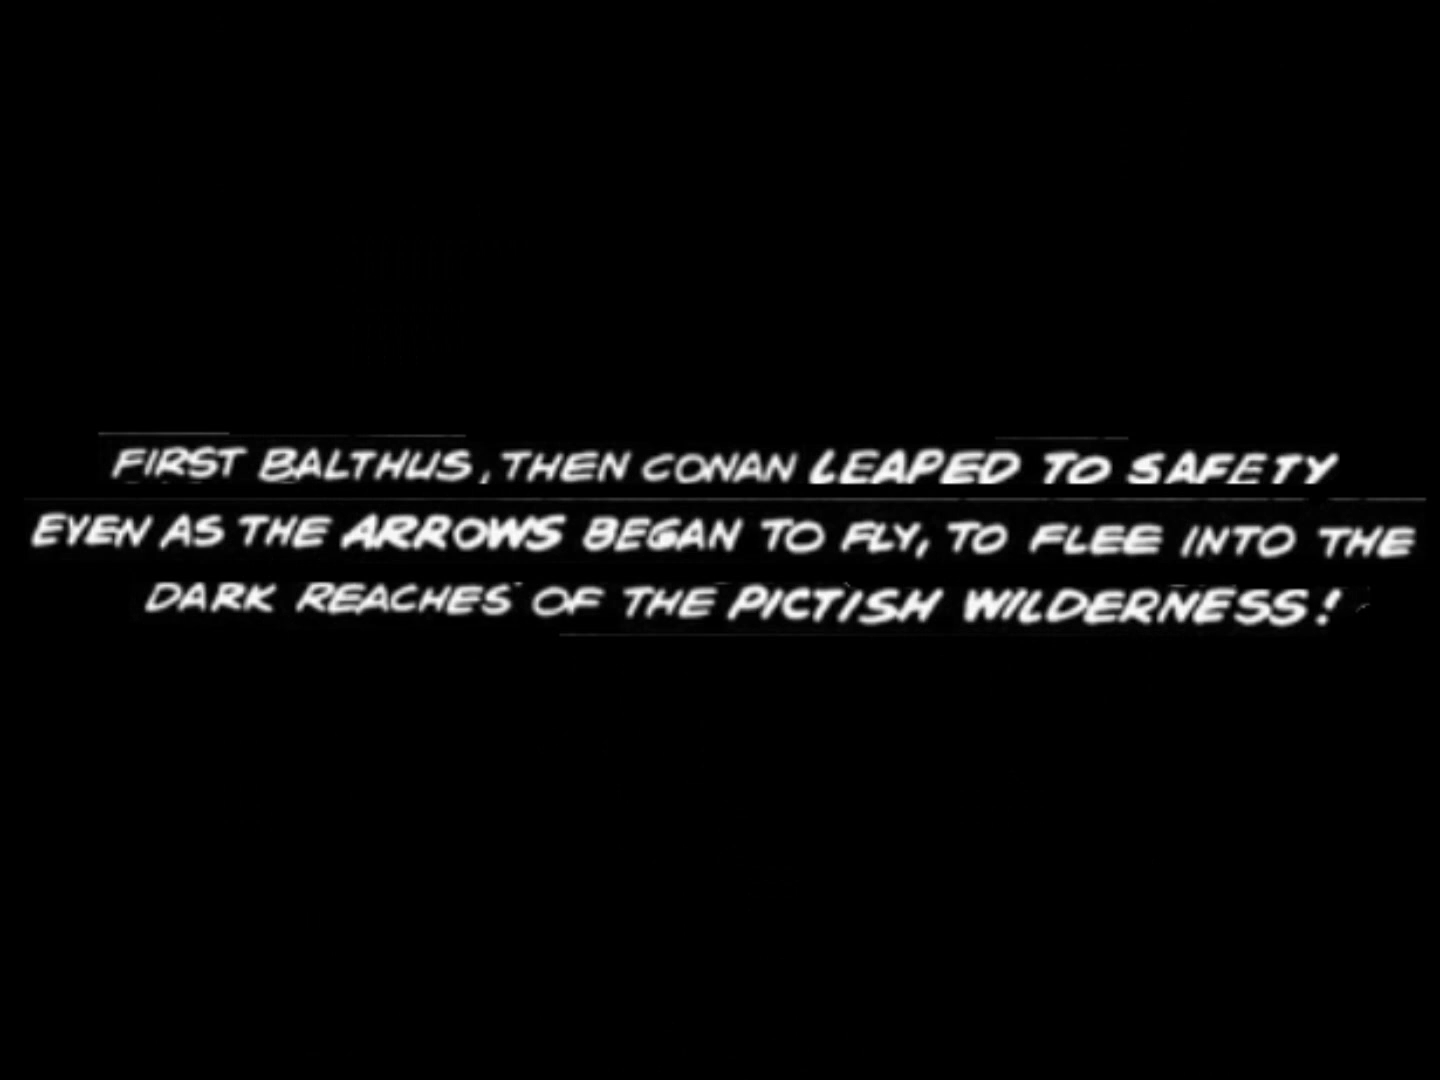 FIRST BALTHUS, THEN CONAN LEAPED TO SAFETY
EVEN AS THE ARROWS BEGAN TO FLY, TO FLEE INTO THE
DARK REACHES OF THE PICTISH WILDERNESS!